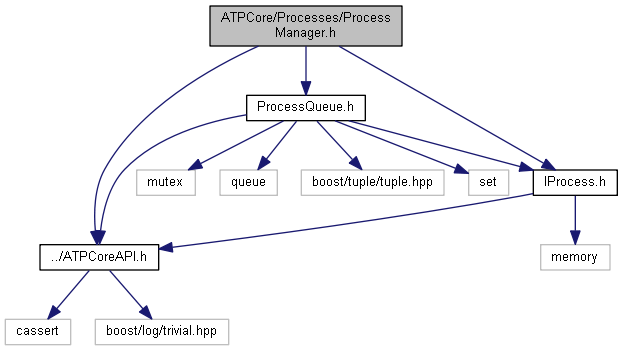 ATPCore/Processes/Process
Manager.h
ProcessQueue.h
mutex
queue
boost/tuple/tuple.hpp
set
IProcess.h
../ATPCoreAPI.h
memory
cassert
boost/log/trivial.hpp